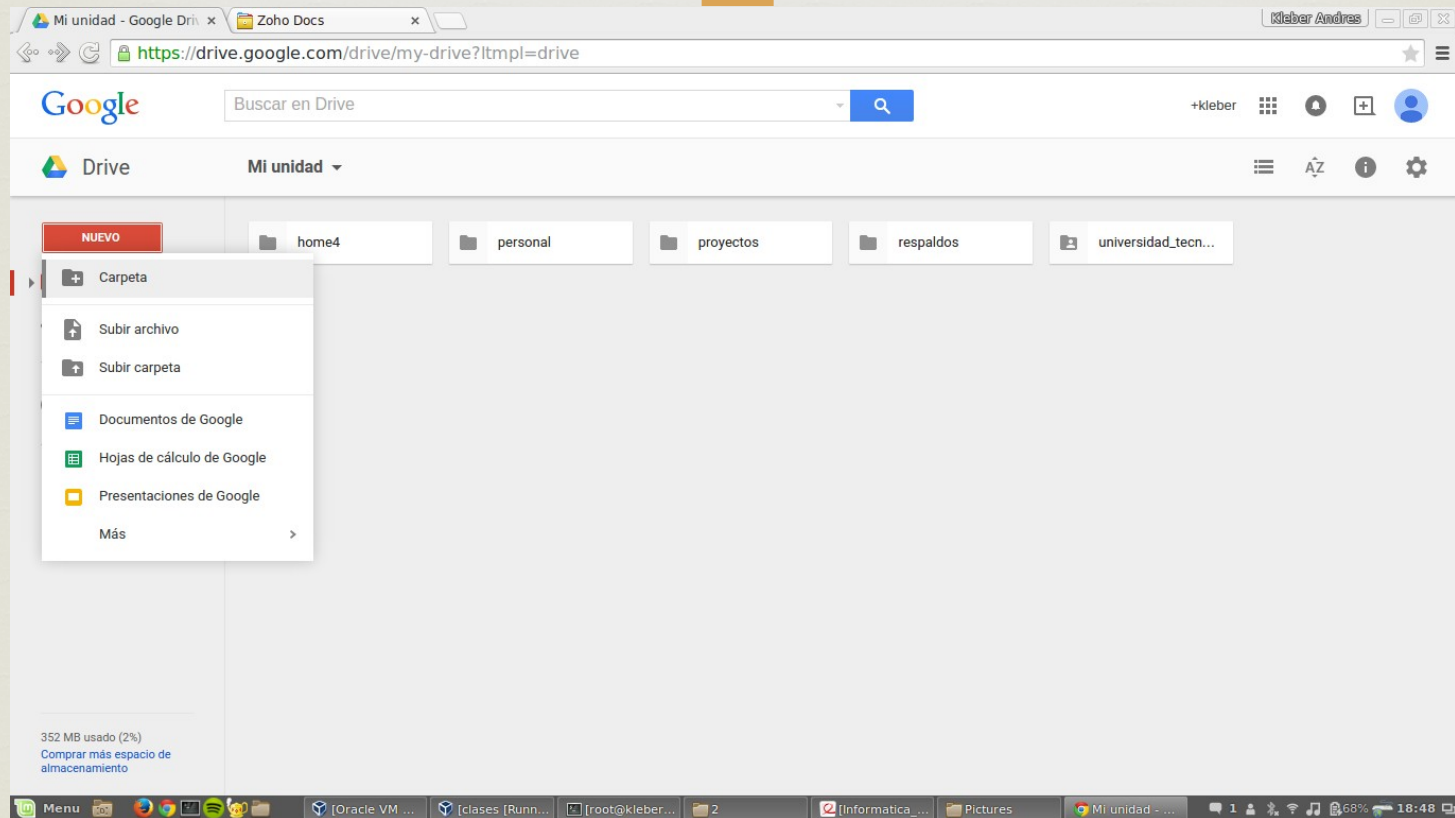 Mi unidad - Google Driv
Zoho Docs
Kleber Andres
https://drive.google.com/drive/my-drive?ltmpl=drive
Google
Buscar en Drive
+kleber
Drive
Mi unidad
AZ
NUEVO
home4
personal
proyectos
respaldos
universidad_tecn...
Carpeta
Subir archivo
Subir carpeta
Documentos de Google
Hojas de cálculo de Google
Presentaciones de Google
Más
352 MB usado (2%)
Comprar más espacio de
almacenamiento
Menu
[Oracle VM ...
[clases [Runn...
[root@kleber...
2
[Informatica_...
Pictures
Mi unidad - ...
1
68%
18:48